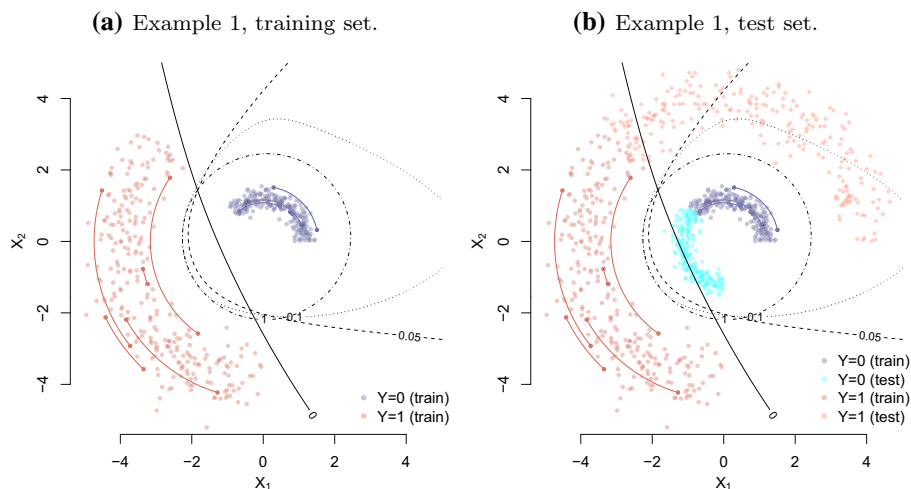 (a) Example 1, training set.
4
2
0
−2
−4
X2
−4 −2 0 2 4
X1
1
0.1
0.05
0
Y=0 (train)
Y=1 (train)
(b) Example 1, test set.
4
2
0
−2
−4
X2
−4 −2 0 2 4
X1
1
0.1
0.05
0
Y=0 (train)
Y=0 (test)
Y=1 (train)
Y=1 (test)